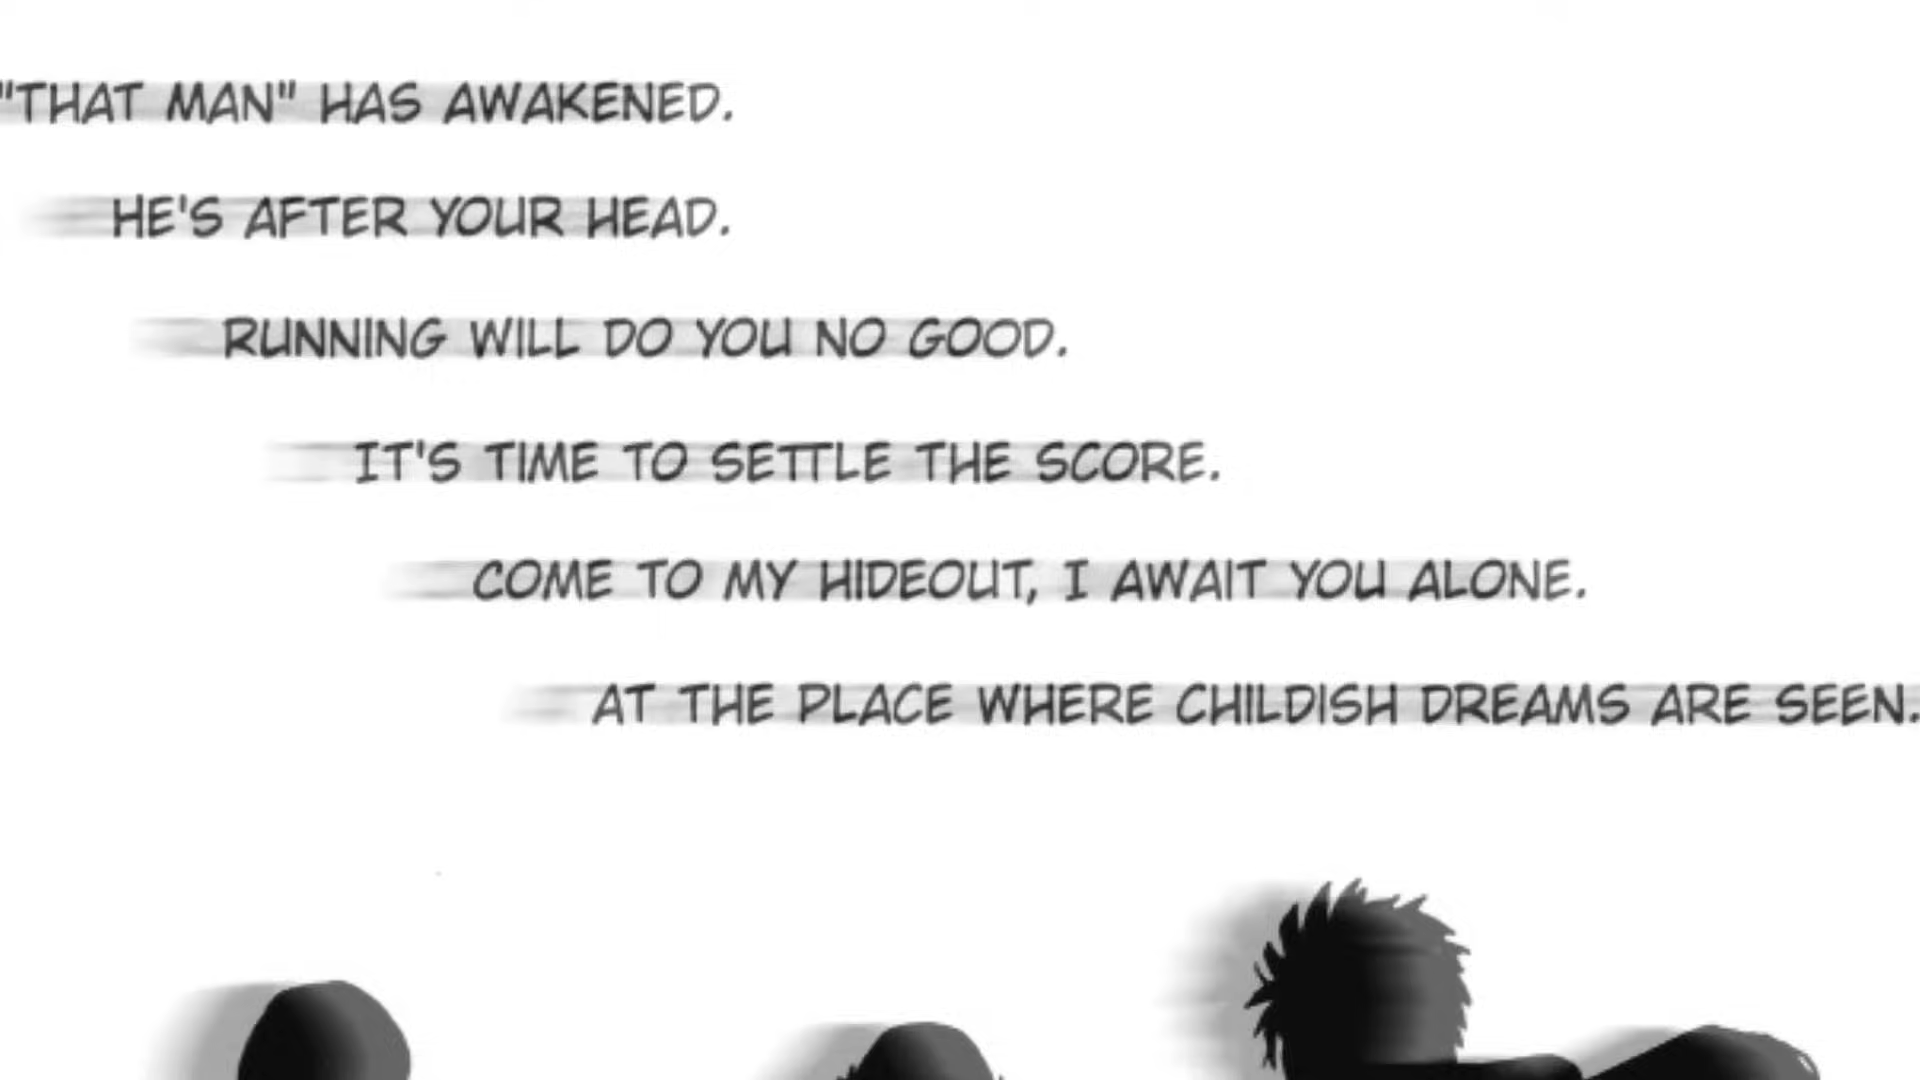 "THAT MAN" HAS AWAKENED.
HE'S AFTER YOUR HEAD.
RUNNING WILL DO YOU NO GOOD.
IT'S TIME TO SETTLE THE SCORE.
COME TO MY HIDEOUT, I AWAIT YOU ALONE.
AT THE PLACE WHERE CHILDISH DREAMS ARE SEEN.